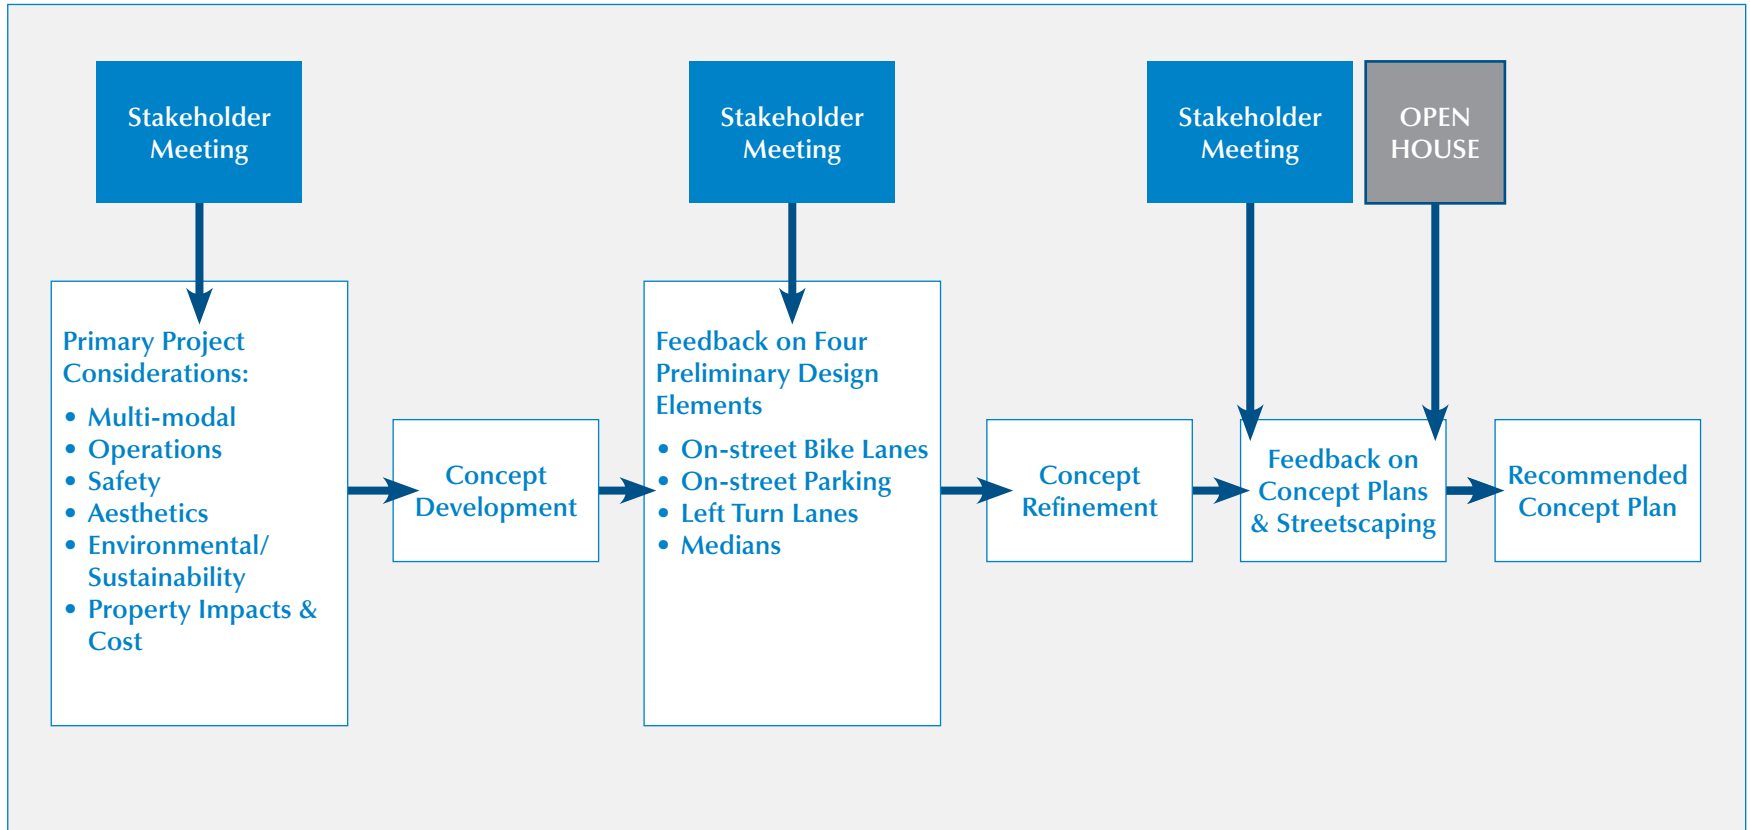 Stakeholder
Meeting
Stakeholder
Meeting
Stakeholder
Meeting
OPEN
HOUSE
Primary Project
Considerations:
• Multi-modal
• Operations
• Safety
• Aesthetics
• Environmental/
Sustainability
• Property Impacts &
Cost
Concept
Development
Feedback on Four
Preliminary Design
Elements
• On-street Bike Lanes
• On-street Parking
• Left Turn Lanes
• Medians
Concept
Refinement
Feedback on
Concept Plans
& Streetscaping
Recommended
Concept Plan